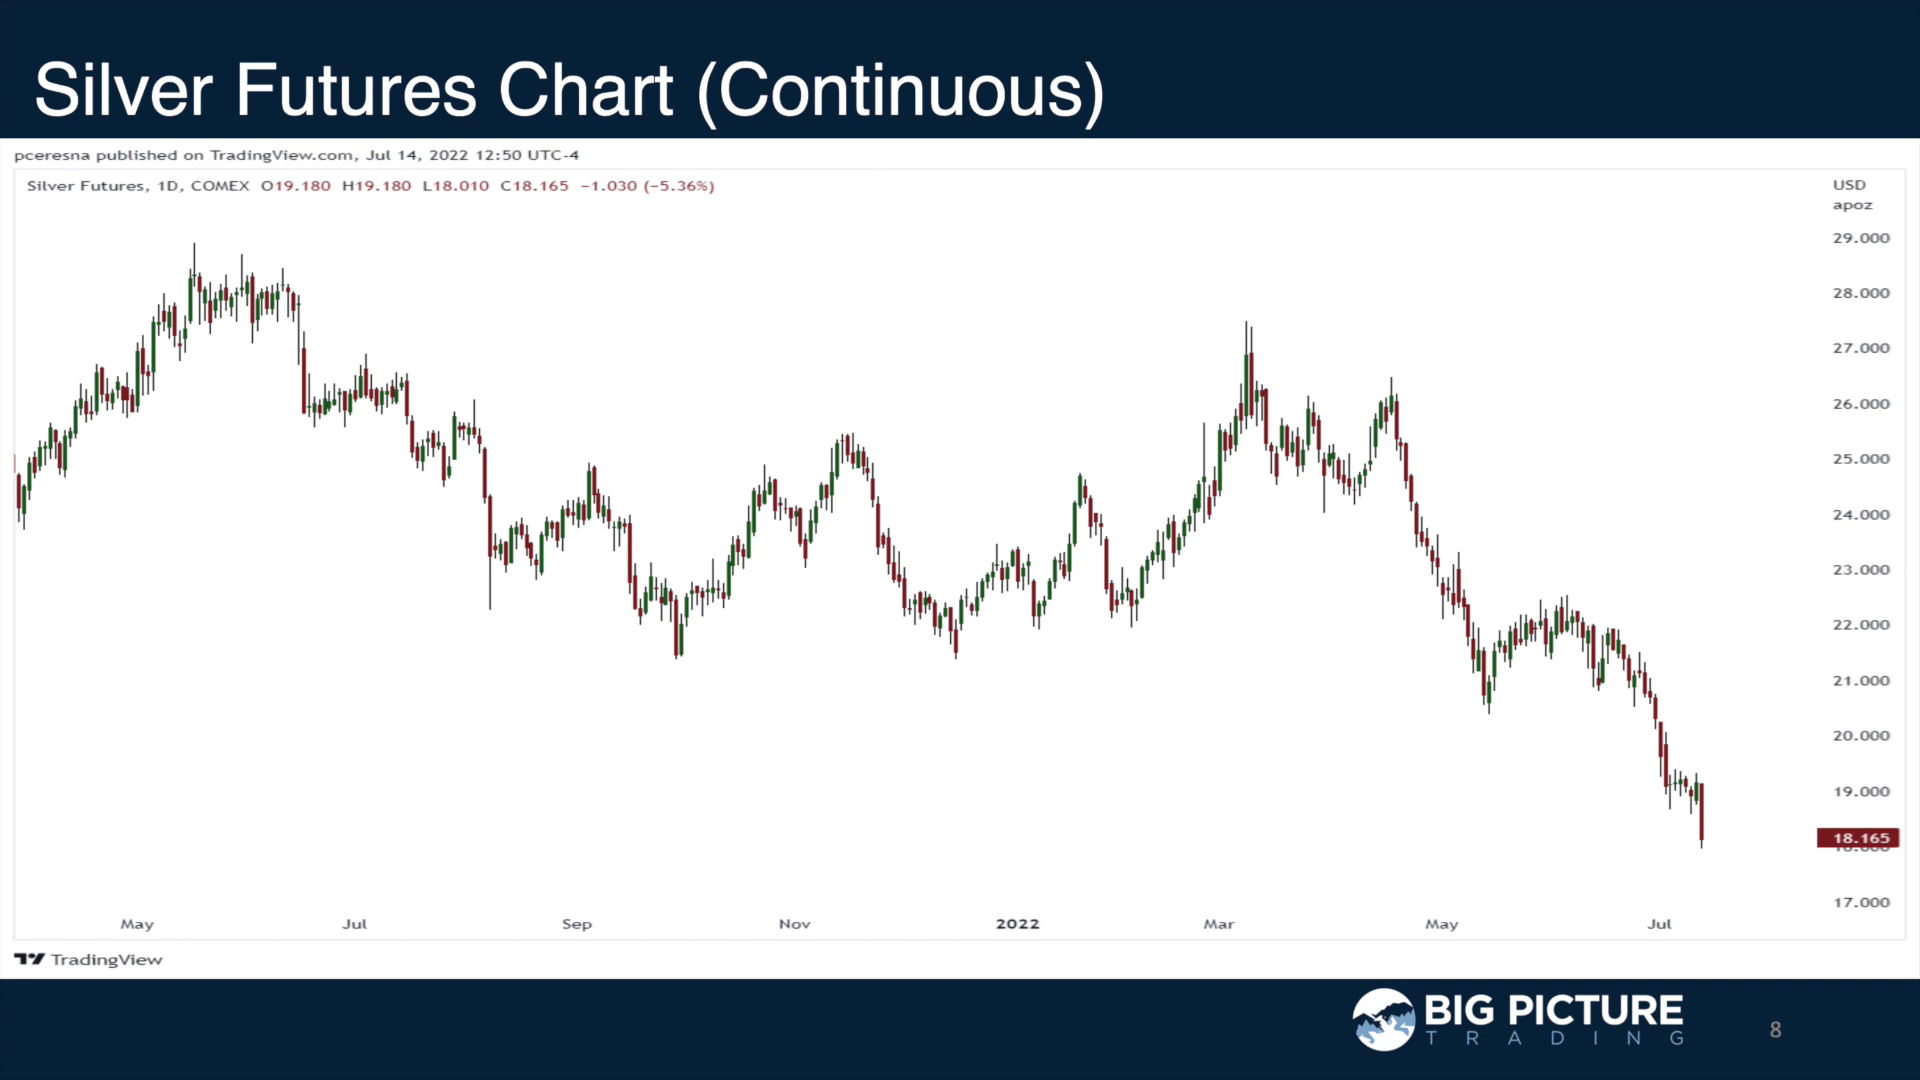 Silver Futures Chart (Continuous)
pceresna published on TradingView.com, Jul 14, 2022 12:50 UTC-4
Silver Futures, 1D, COMEX O19.180 H19.180 L18.010 C18.165 −1.030 (−5.36%)
USD
apoz
29.000
28.000
27.000
26.000
25.000
24.000
23.000
22.000
21.000
20.000
19.000
18.165
18.000
17.000
May Jul Sep Nov 2022 Mar May Jul
TradingView
BIG PICTURE
TRADING
8